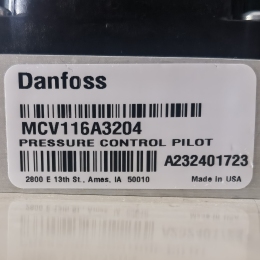 Danfoss
MCV116A3204
PRESSURE CONTROL PILOT
A232401723
2800 E 13th St., Ames, IA 50010 Made in USA